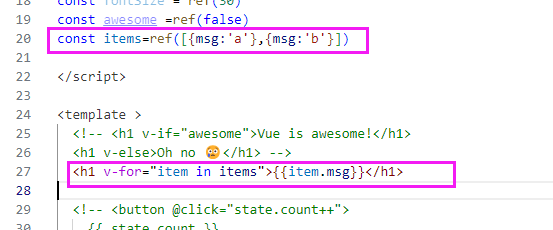 18 const fontSize = ref(30)
19 const awesome =ref(false)
20 const items=ref([{msg:'a'},{msg:'b'}])
21
22 </script>
23
24 <template >
25 <!-- <h1 v-if="awesome">Vue is awesome!</h1>
26 <h1 v-else>Oh no 😢</h1> -->
27 <h1 v-for="item in items">{{item.msg}}</h1>
28
29 <!-- <button @click="state.count++">
30 {{ state.count }}